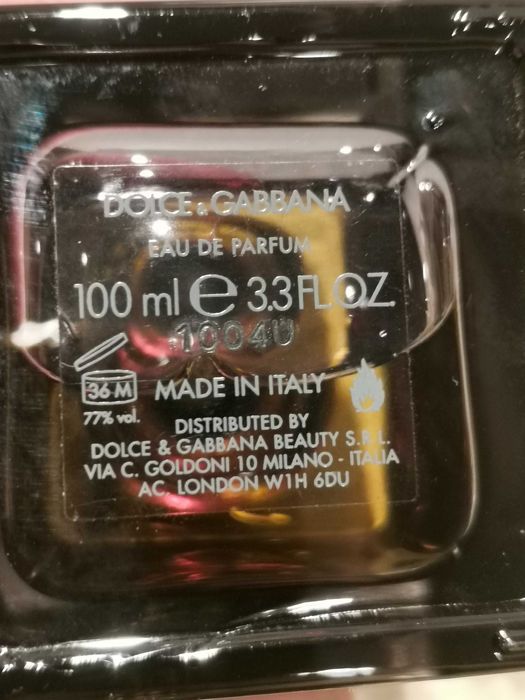 DOLCE & GABBANA
EAU DE PARFUM
100 ml e 3.3 FL.OZ.
1004U
36 M
77% vol.
MADE IN ITALY
DISTRIBUTED BY
DOLCE & GABBANA BEAUTY S.R.L.
VIA C. GOLDONI 10 MILANO - ITALIA
AC. LONDON W1H 6DU